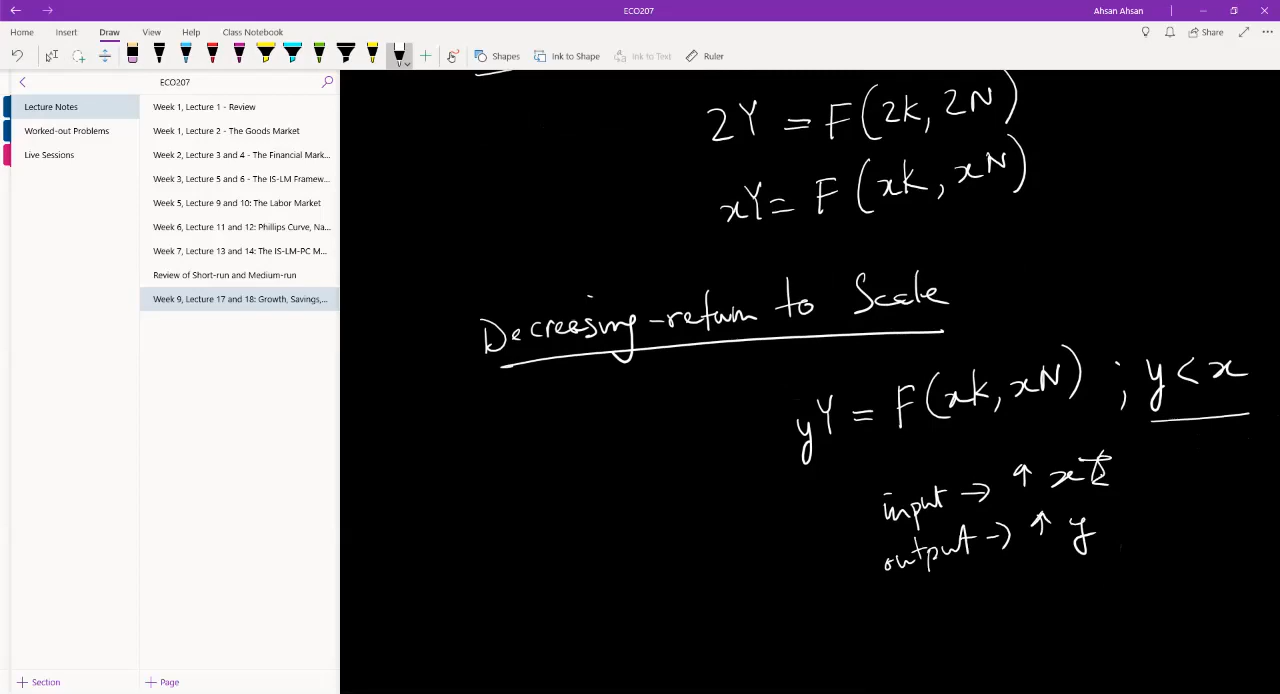 ECO207
Ahsan Ahsan
Home Insert Draw View Help Class Notebook
Share
Shapes Ink to Shape Ink to Text Ruler
ECO207
Lecture Notes
Worked-out Problems
Live Sessions
Week 1, Lecture 1 - Review
Week 1, Lecture 2 - The Goods Market
Week 2, Lecture 3 and 4 - The Financial Mark...
Week 3, Lecture 5 and 6 - The IS-LM Framew...
Week 5, Lecture 9 and 10: The Labor Market
Week 6, Lecture 11 and 12: Phillips Curve, Na...
Week 7, Lecture 13 and 14: The IS-LM-PC M...
Review of Short-run and Medium-run
Week 9, Lecture 17 and 18: Growth, Savings,...
2Y = F(2K, 2N)
xY = F(xK, xN)
Decreasing-return to Scale
yY = F(xK, xN) ; y < x
input → ↑ x
output → ↑ y
+ Section
+ Page